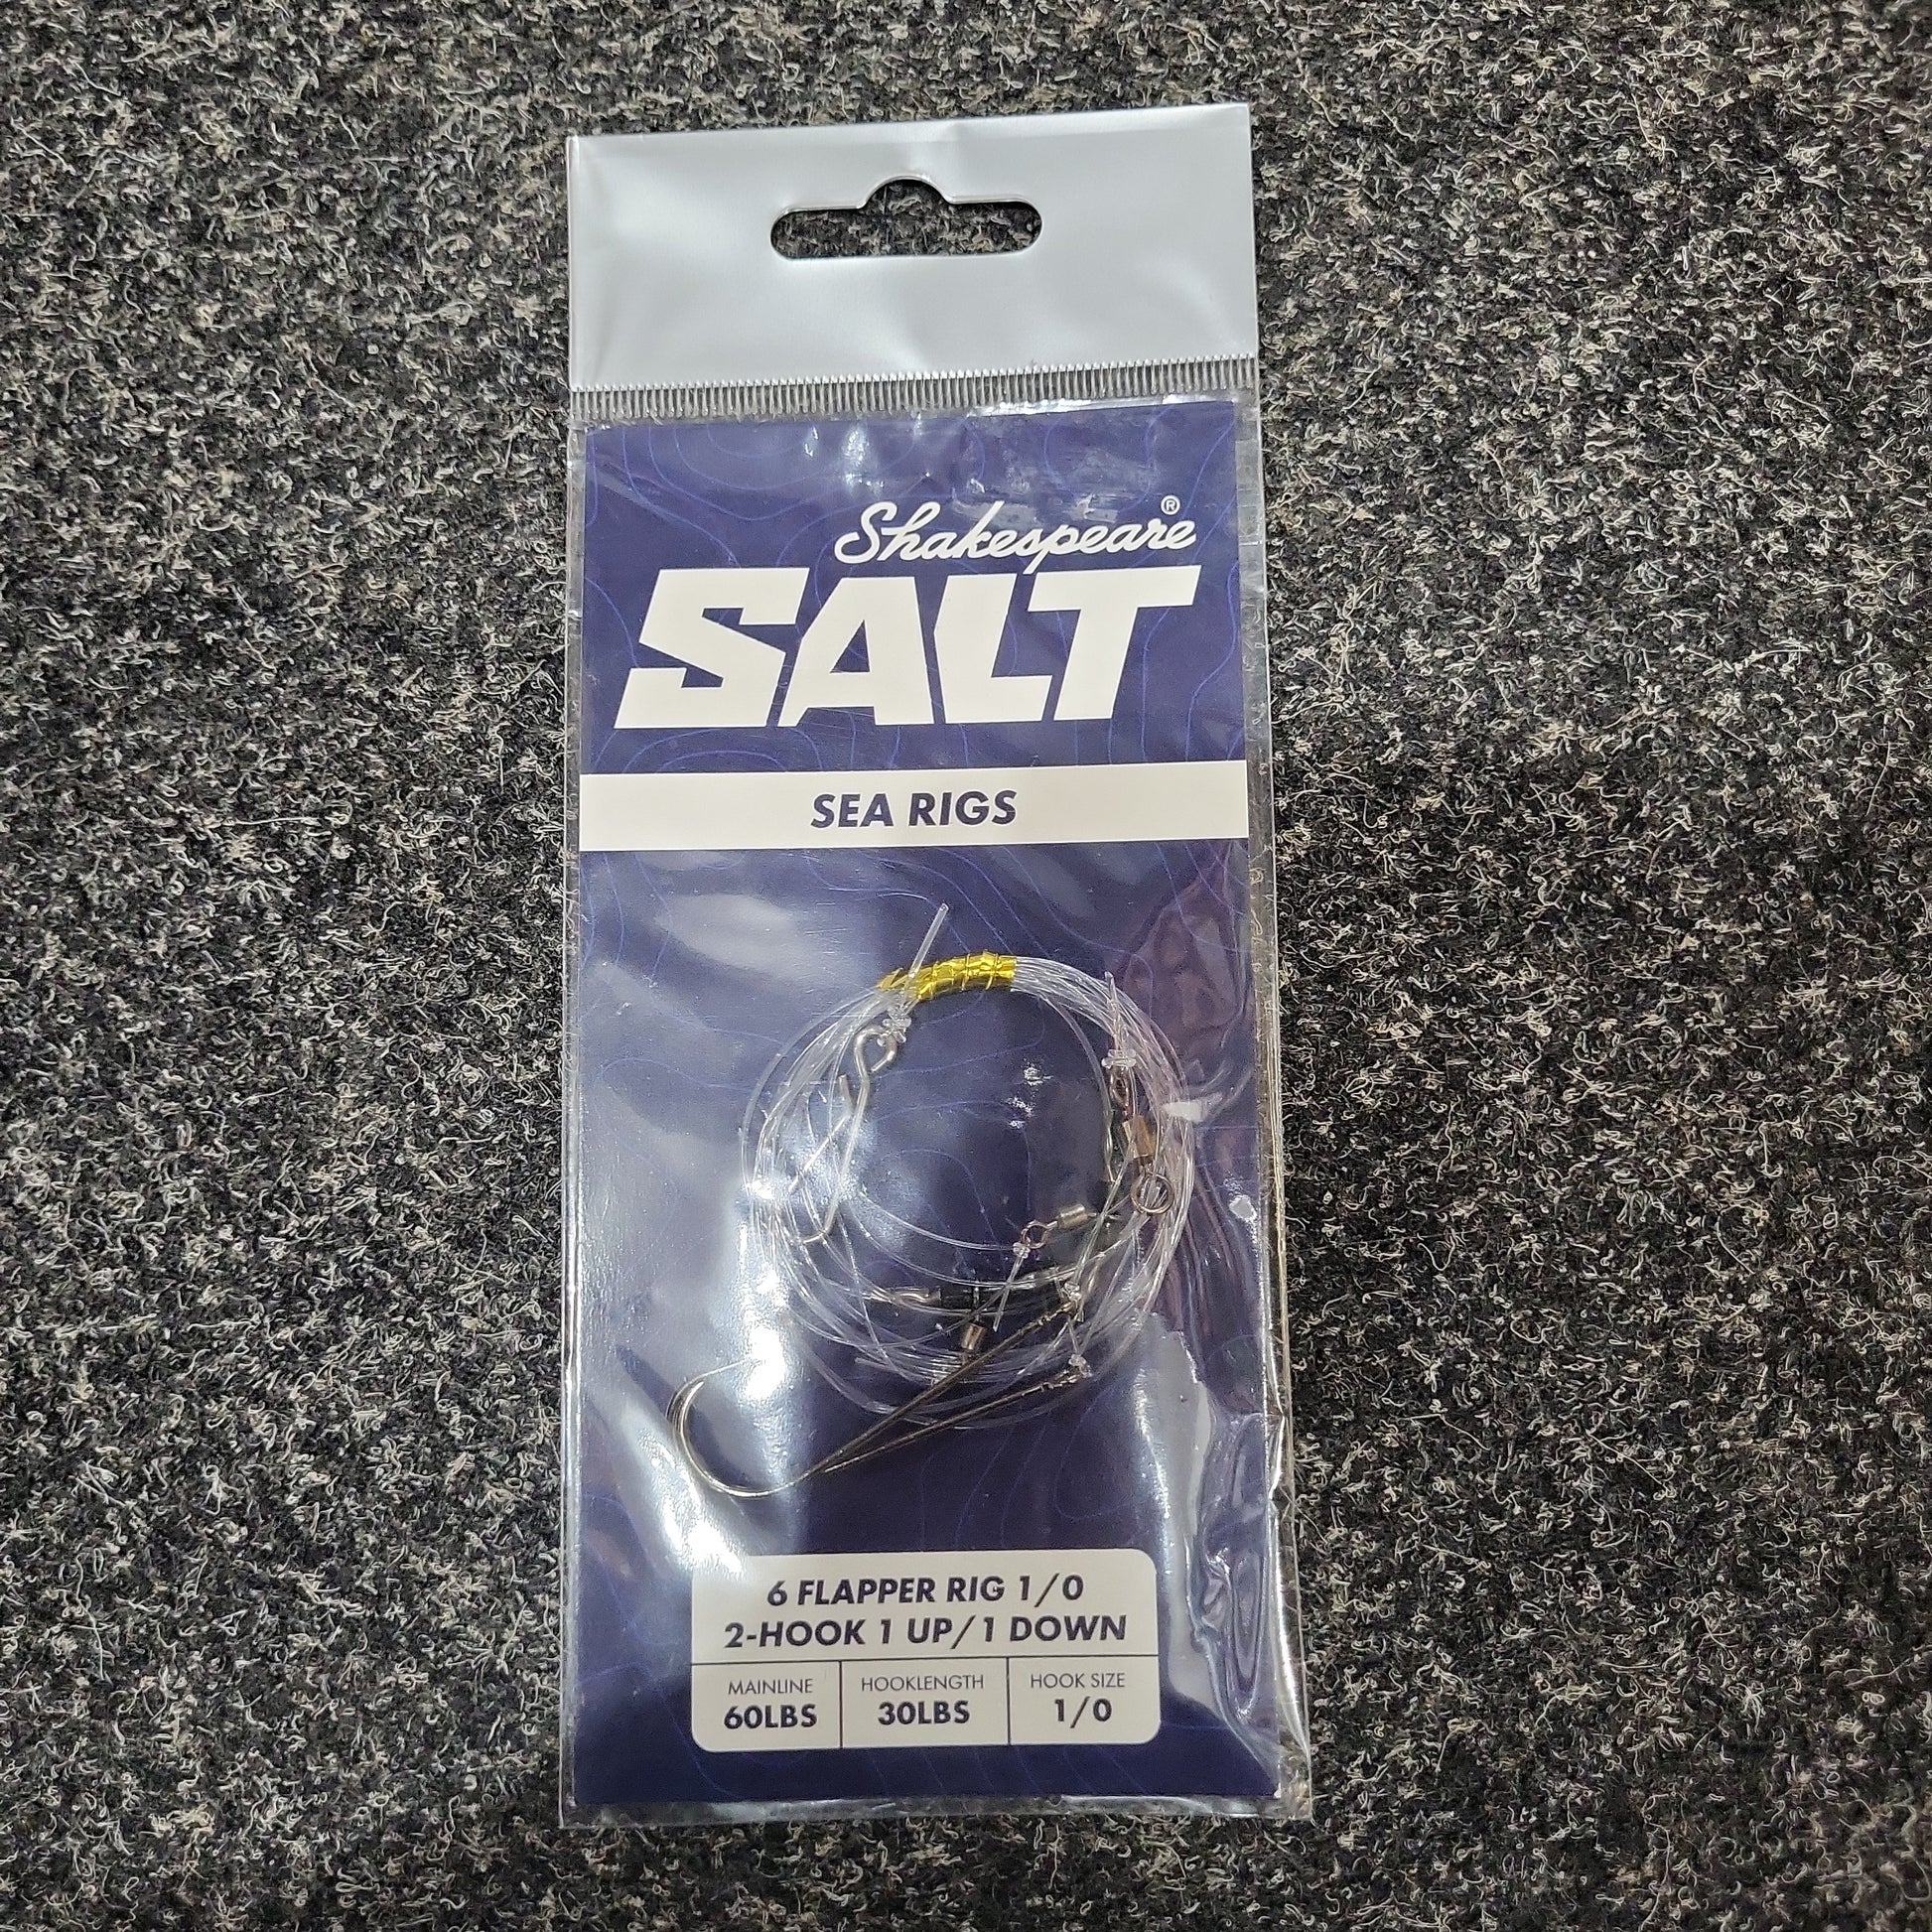 Shakespeare®
SALT
SEA RIGS
6 FLAPPER RIG 1/0
2-HOOK 1 UP/1 DOWN
MAINLINE HOOKLENGTH HOOK SIZE
60LBS 30LBS 1/0